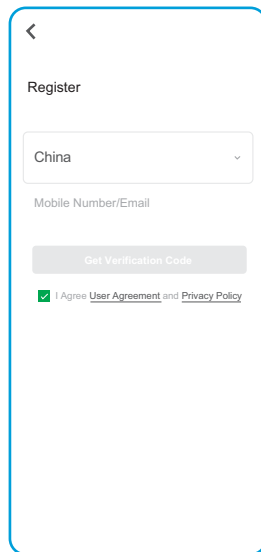 Register
China
Mobile Number/Email
Get Verification Code
I Agree User Agreement and Privacy Policy